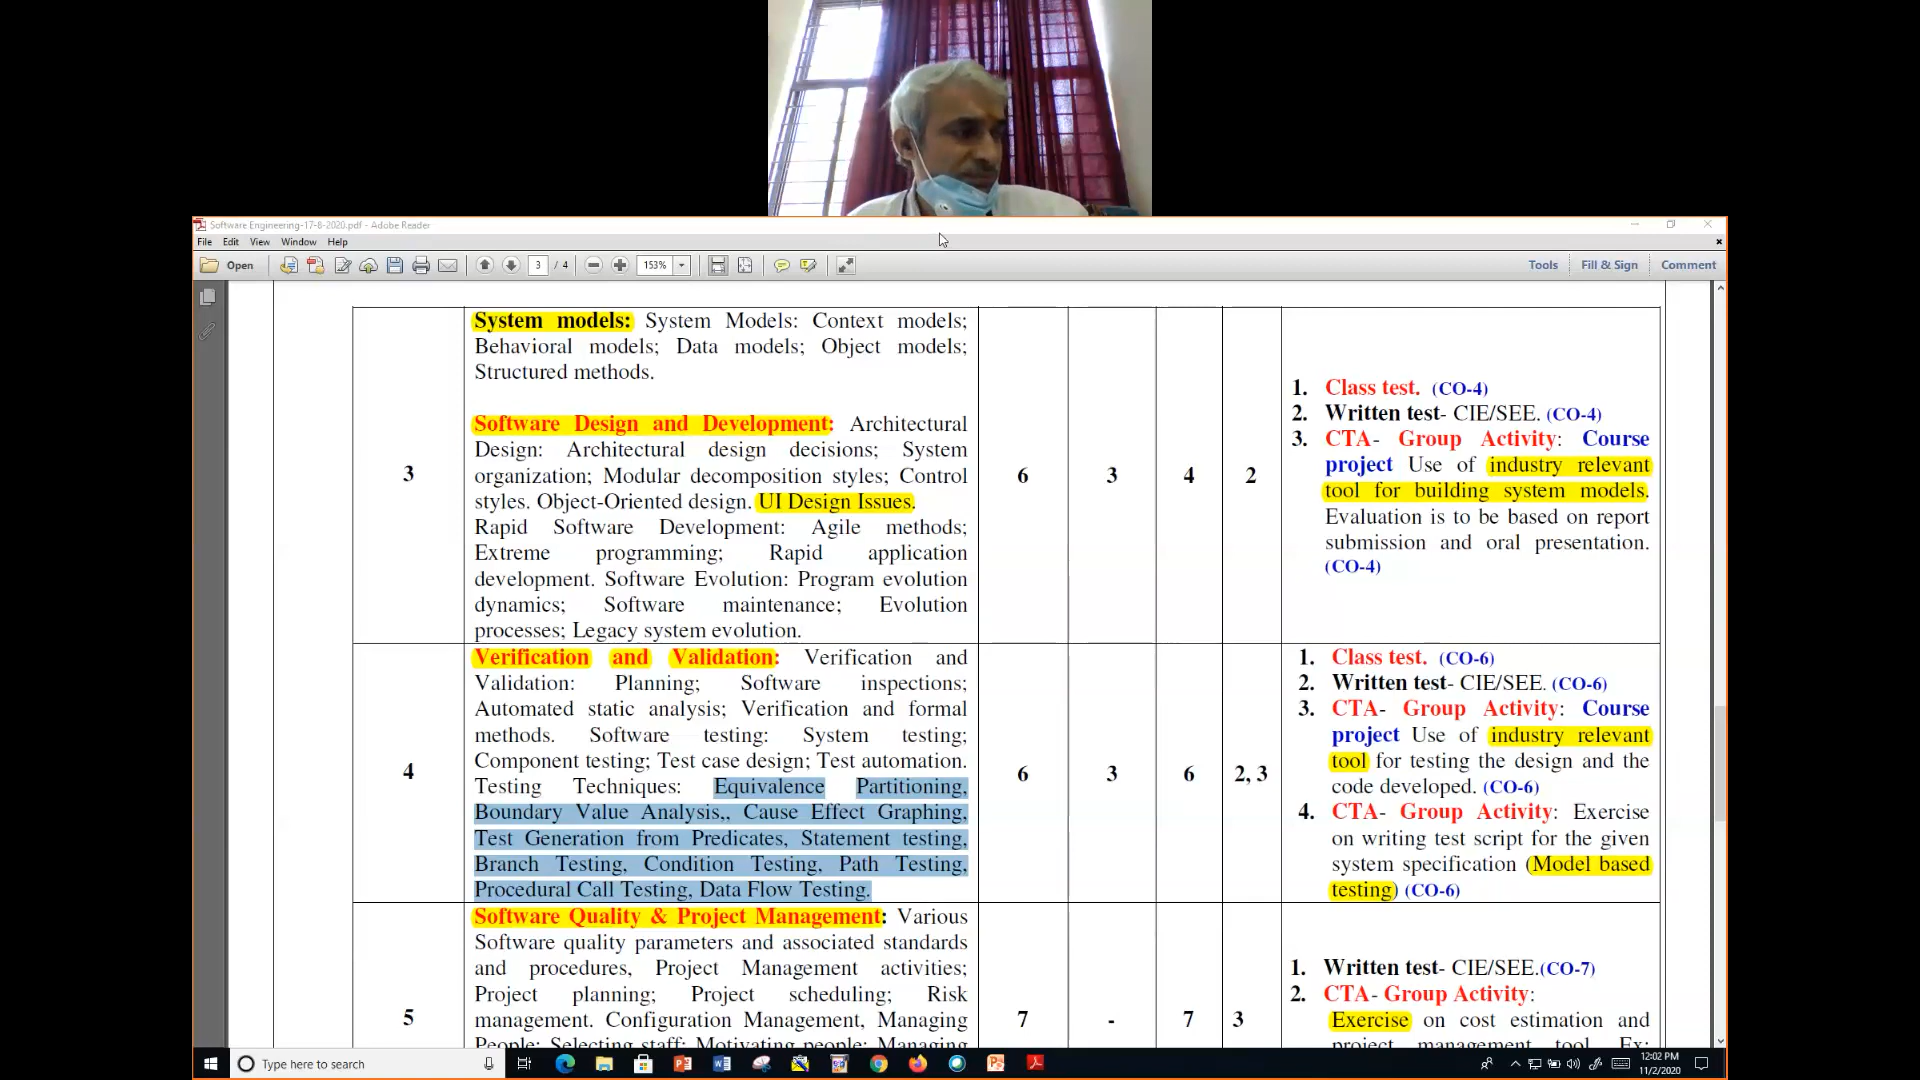 Software Engineering-17-8-2020.pdf - Adobe Reader
File Edit View Window Help
Open 3 / 4 153% Tools Fill & Sign Comment
System models: System Models: Context models;
Behavioral models; Data models; Object models;
Structured methods.
Software Design and Development: Architectural
Design: Architectural design decisions; System
organization; Modular decomposition styles; Control
styles. Object-Oriented design. UI Design Issues.
Rapid Software Development: Agile methods;
Extreme programming; Rapid application
development. Software Evolution: Program evolution
dynamics; Software maintenance; Evolution
processes; Legacy system evolution.
3
6
3
4
2
1. Class test. (CO-4)
2. Written test- CIE/SEE. (CO-4)
3. CTA- Group Activity: Course
project Use of industry relevant
tool for building system models.
Evaluation is to be based on report
submission and oral presentation.
(CO-4)
Verification and Validation: Verification and
Validation: Planning; Software inspections;
Automated static analysis; Verification and formal
methods. Software testing: System testing;
Component testing; Test case design; Test automation.
Testing Techniques: Equivalence Partitioning,
Boundary Value Analysis,, Cause Effect Graphing,
Test Generation from Predicates, Statement testing,
Branch Testing, Condition Testing, Path Testing,
Procedural Call Testing, Data Flow Testing.
4
6
3
6
2, 3
1. Class test. (CO-6)
2. Written test- CIE/SEE. (CO-6)
3. CTA- Group Activity: Course
project Use of industry relevant
tool for testing the design and the
code developed. (CO-6)
4. CTA- Group Activity: Exercise
on writing test script for the given
system specification (Model based
testing) (CO-6)
Software Quality & Project Management: Various
Software quality parameters and associated standards
and procedures, Project Management activities;
Project planning; Project scheduling; Risk
management. Configuration Management, Managing
People: Selecting staff; Motivating people; Managing
5
7
-
7
3
1. Written test- CIE/SEE.(CO-7)
2. CTA- Group Activity:
Exercise on cost estimation and
project management tool. Ex:
Type here to search
12:02 PM
11/2/2020